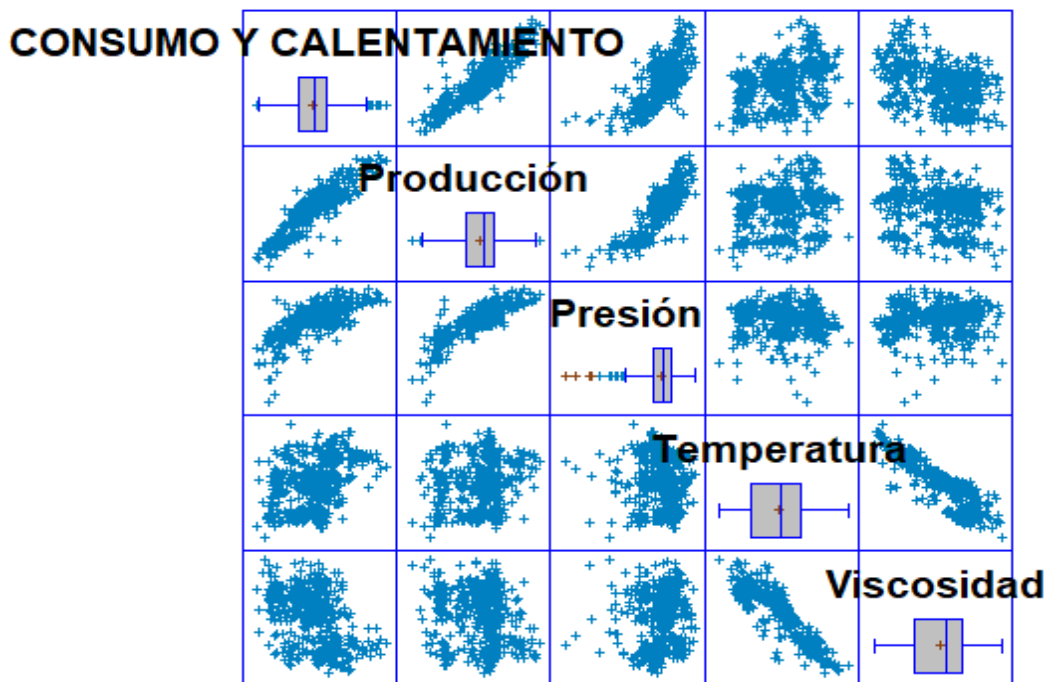 CONSUMO Y CALENTAMIENTO
Producción
Presión
Temperatura
Viscosidad